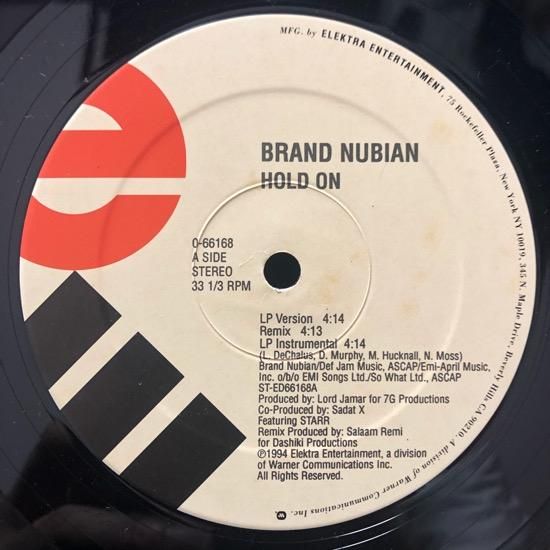 MFG. by ELEKTRA ENTERTAINMENT, 75 Rockefeller Plaza, New York NY 10019, 345 N. Maple Drive, Beverly Hills CA 90210. A division of Warner Communications Inc.
e
BRAND NUBIAN
HOLD ON
0-66168
A SIDE
STEREO
33 1/3 RPM
LP Version 4:14
Remix 4:13
LP Instrumental 4:14
(L. DeChalus, D. Murphy, M. Hucknall, N. Moss)
Brand Nubian/Def Jam Music, ASCAP/Emi-April Music,
Inc. o/b/o EMI Songs Ltd./So What Ltd., ASCAP
ST-ED66168A
Produced by: Lord Jamar for 7G Productions
Co-Produced by: Sadat X
Featuring STARR
Remix Produced by: Salaam Remi
for Dashiki Productions
℗1994 Elektra Entertainment, a division
of Warner Communications Inc.
All Rights Reserved.